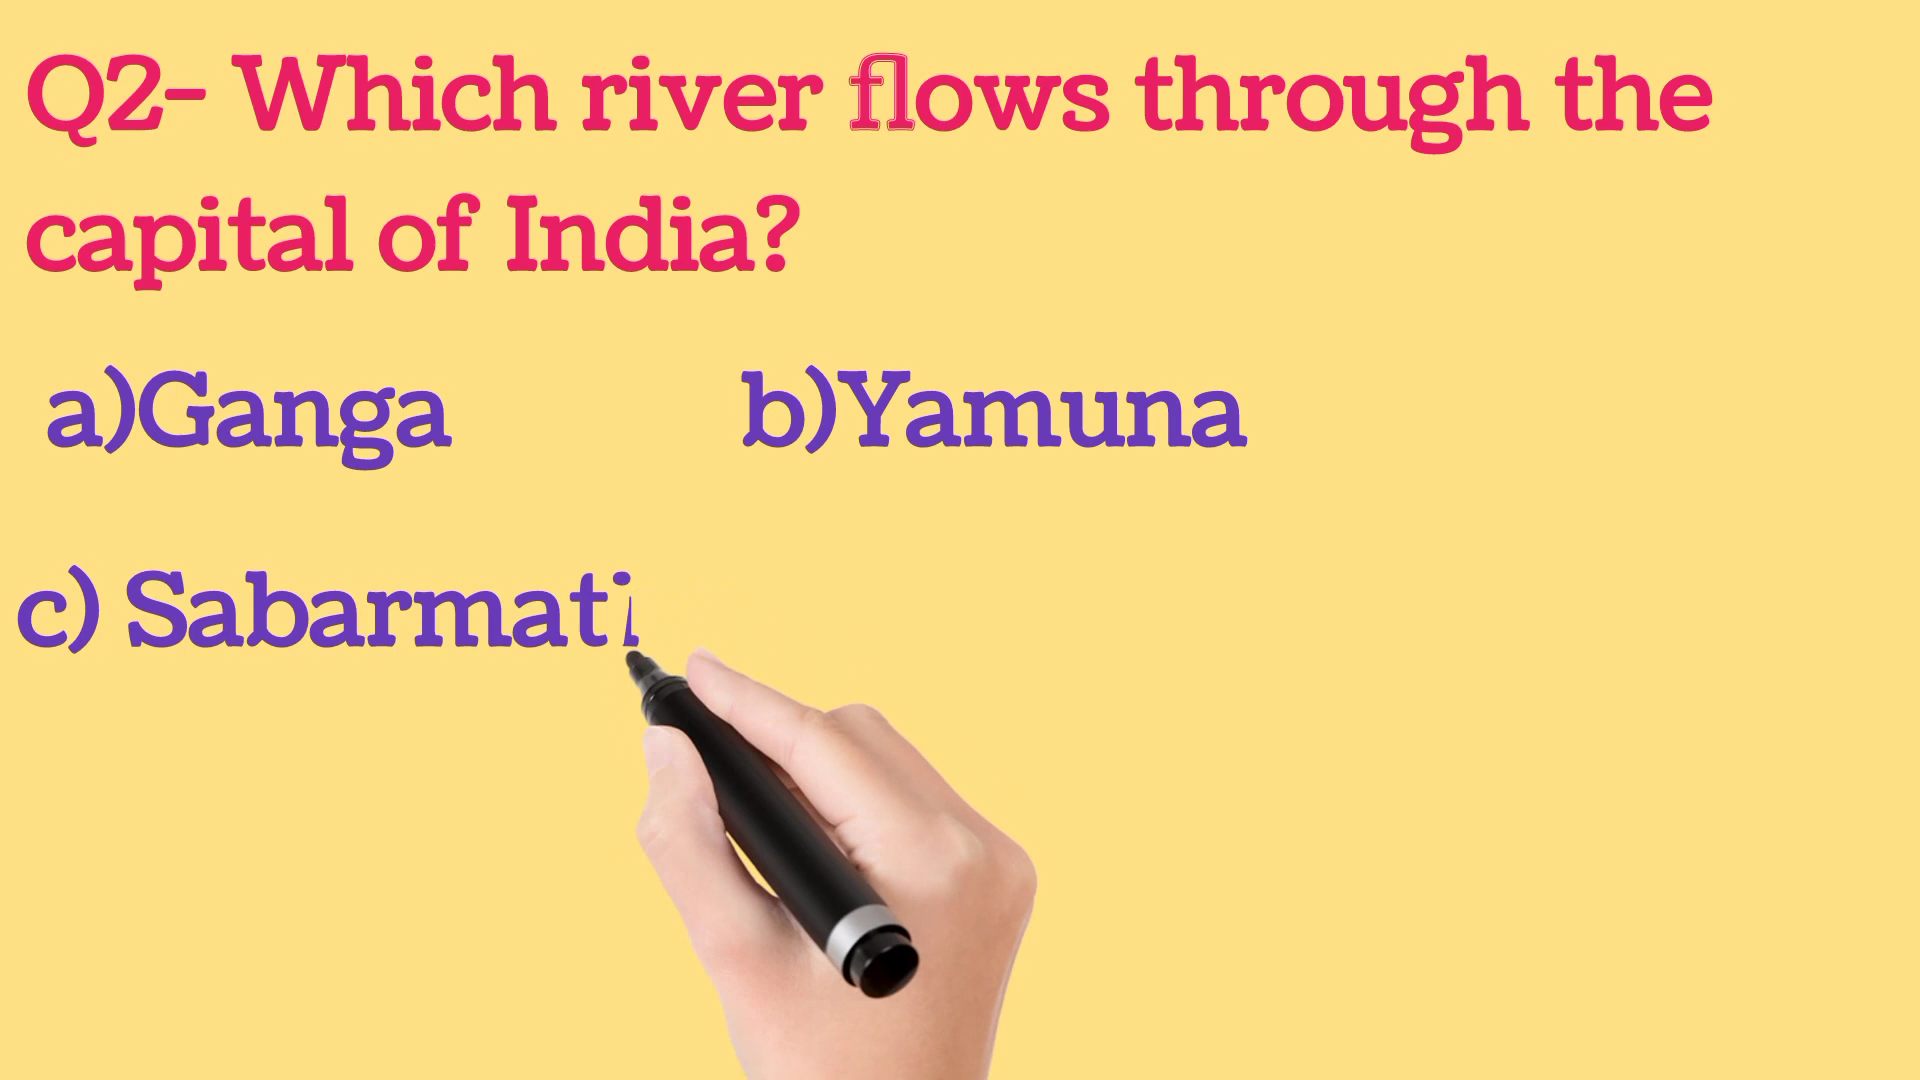 Q2- Which river flows through the
capital of India?
a)Ganga b)Yamuna
c) Sabarmati